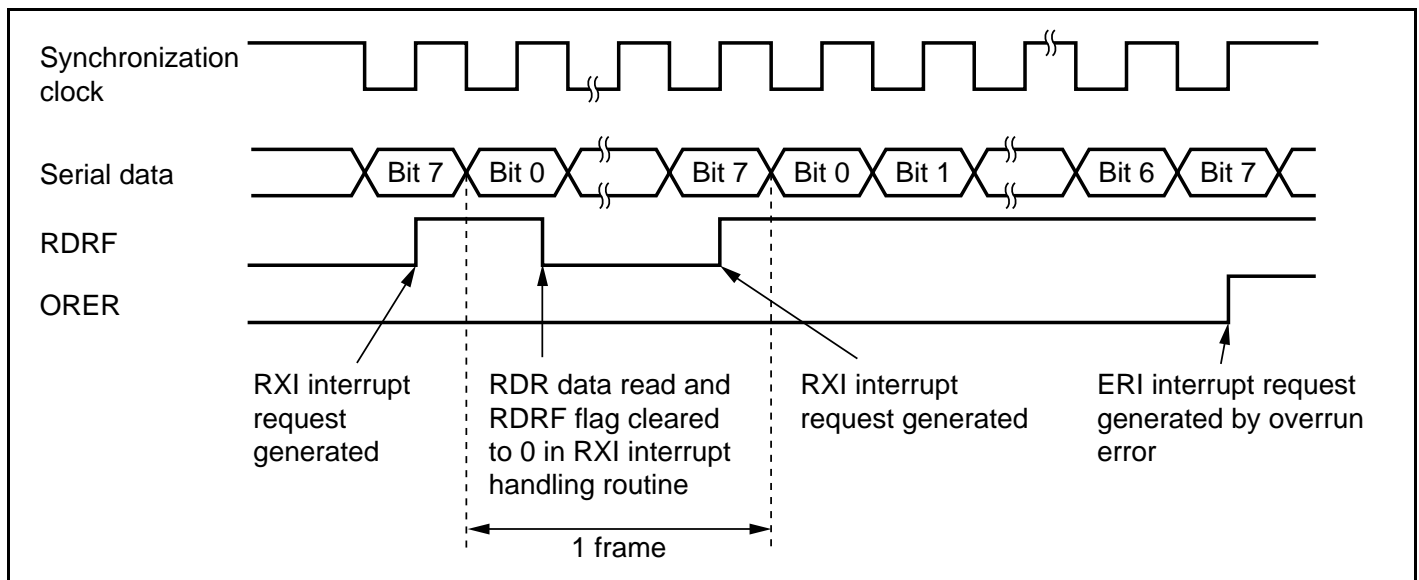 Synchronization
clock
Serial data
Bit 7
Bit 0
Bit 7
Bit 0
Bit 1
Bit 6
Bit 7
RDRF
ORER
RXI interrupt
request
generated
RDR data read and
RDRF flag cleared
to 0 in RXI interrupt
handling routine
RXI interrupt
request generated
ERI interrupt request
generated by overrun
error
1 frame